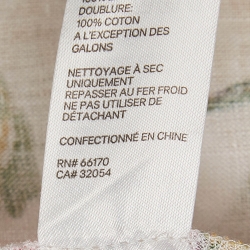 DOUBLURE:
100% COTON
A L'EXCEPTION DES
GALONS
NETTOYAGE À SEC
UNIQUEMENT
REPASSER AU FER FROID
NE PAS UTILISER DE
DÉTACHANT
CONFECTIONNÉ EN CHINE
RN# 66170
CA# 32054